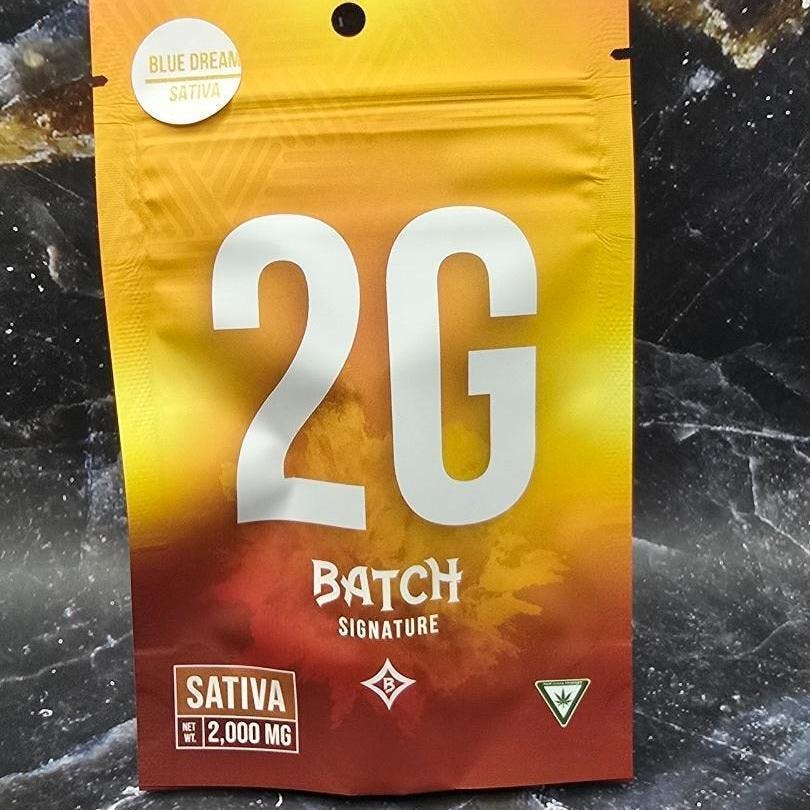 BLUE DREAM
SATIVA
2G
BATCH
SIGNATURE
B
SATIVA
NET WT. 2,000 MG